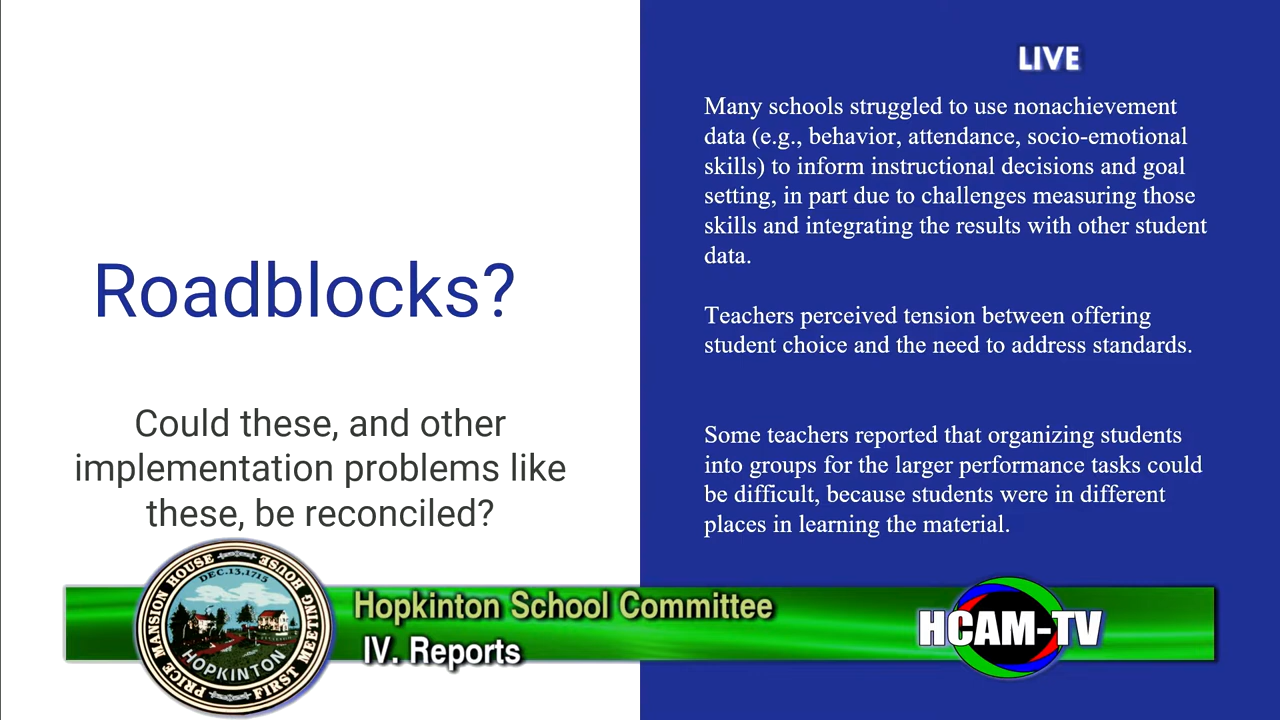 LIVE
Many schools struggled to use nonachievement
data (e.g., behavior, attendance, socio-emotional
skills) to inform instructional decisions and goal
setting, in part due to challenges measuring those
skills and integrating the results with other student
data.
Teachers perceived tension between offering
student choice and the need to address standards.
Some teachers reported that organizing students
into groups for the larger performance tasks could
be difficult, because students were in different
places in learning the material.
Roadblocks?
Could these, and other
implementation problems like
these, be reconciled?
PRICE MANSION HOUSE
FIRST MEETING HOUSE
DEC.13.1715
HOPKINTON
Hopkinton School Committee
IV. Reports
HCAM-TV